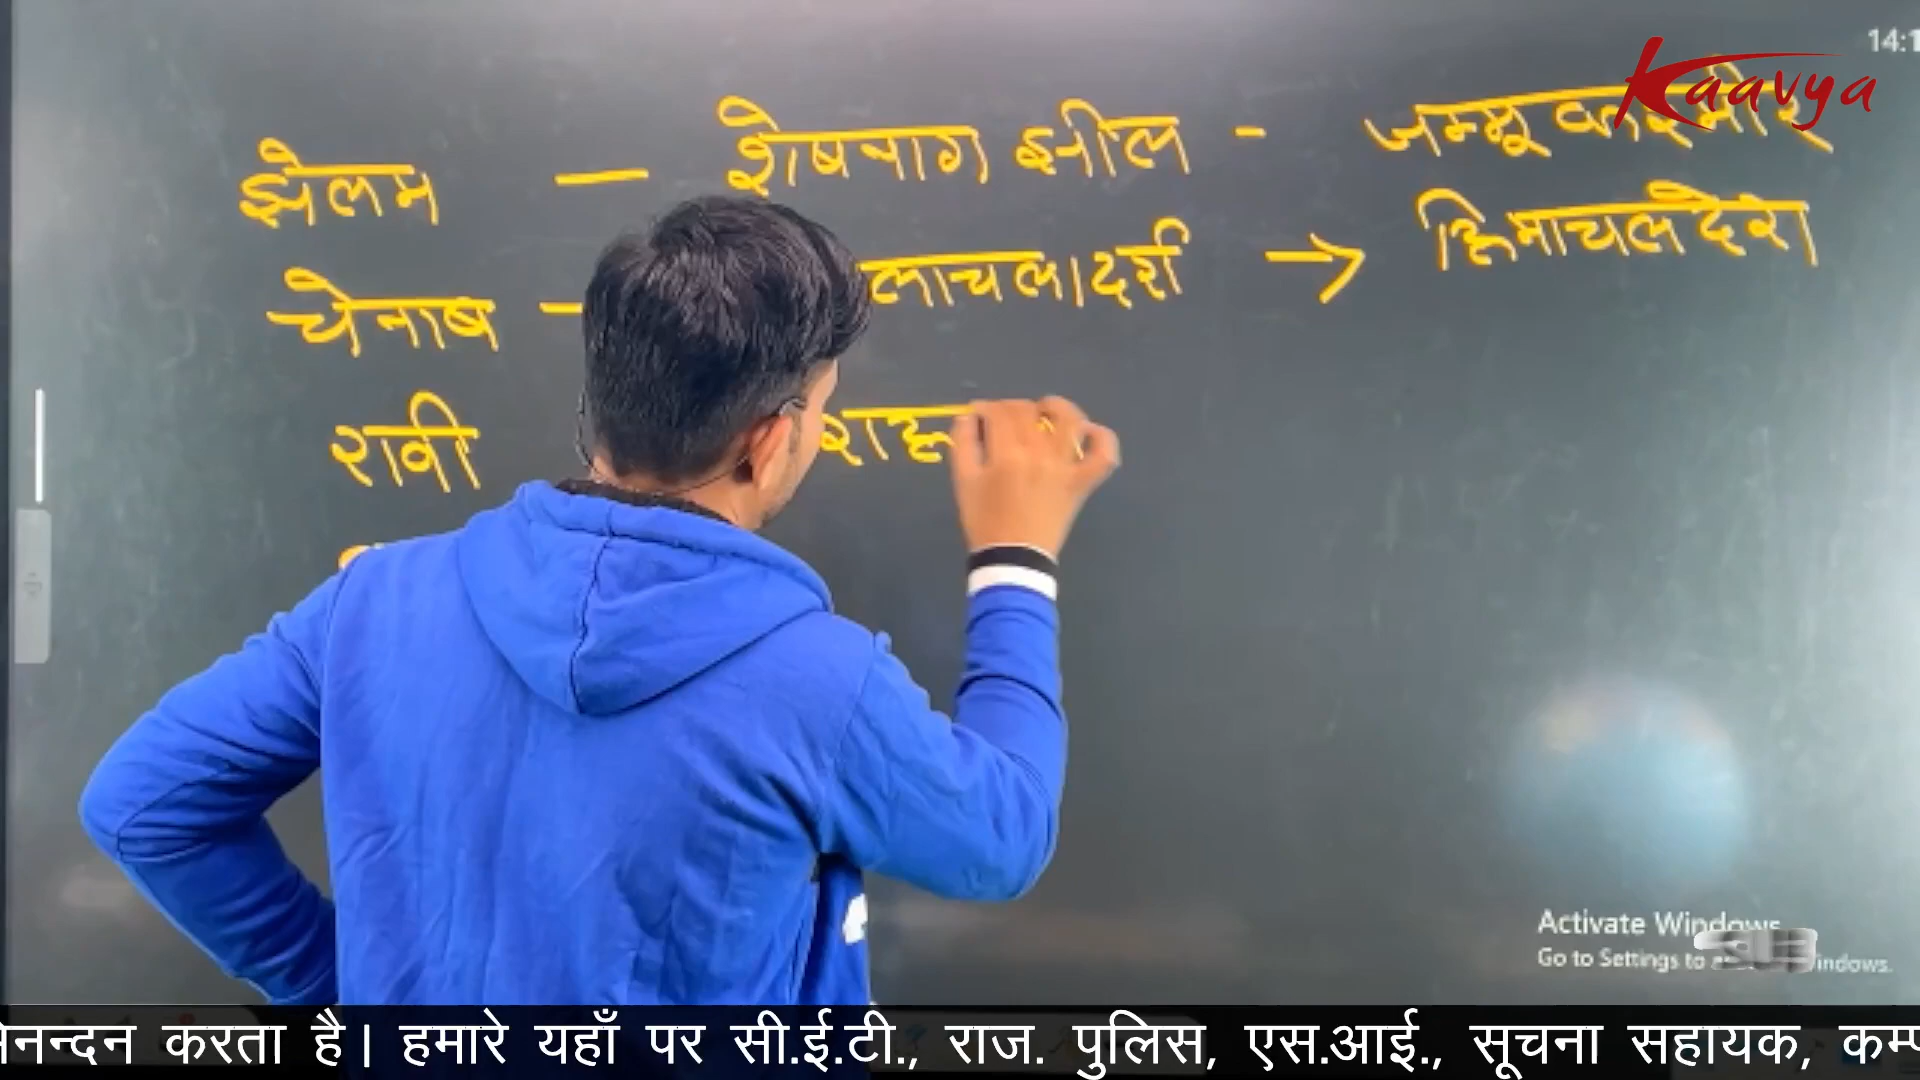 Kaavya
14:1
झेलम — शेषनाग झील - जम्मू कश्मीर
चेनाब - लाचलादर्रा → हिमाचल
रावी
Activate Windows
Go to Settings to indows.
नन्दन करता है| हमारे यहाँ पर सी.ई.टी., राज. पुलिस, एस.आई., सूचना सहायक, कम्प